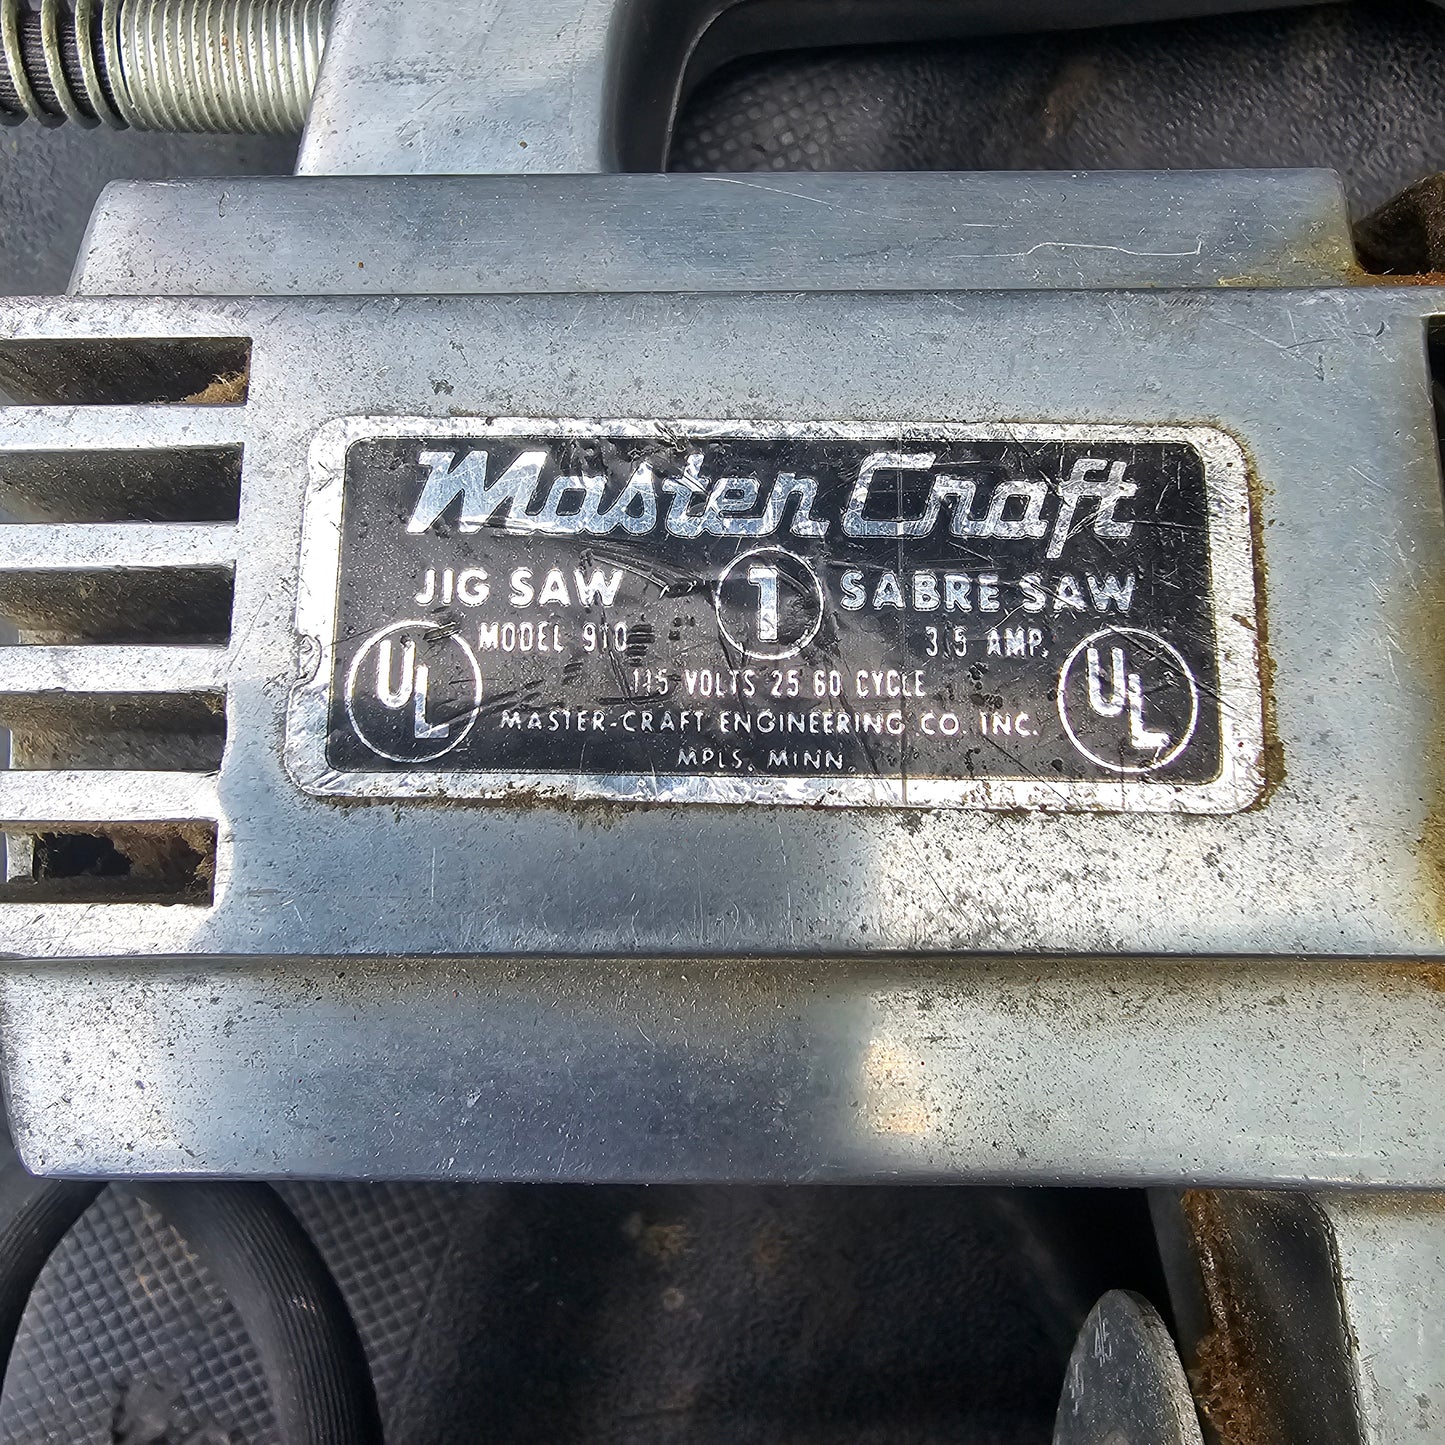 Master Craft
JIG SAW 1 SABRE SAW
UL MODEL 910 3.5 AMP. UL
115 VOLTS 25 60 CYCLE
MASTER-CRAFT ENGINEERING CO. INC.
MPLS. MINN.